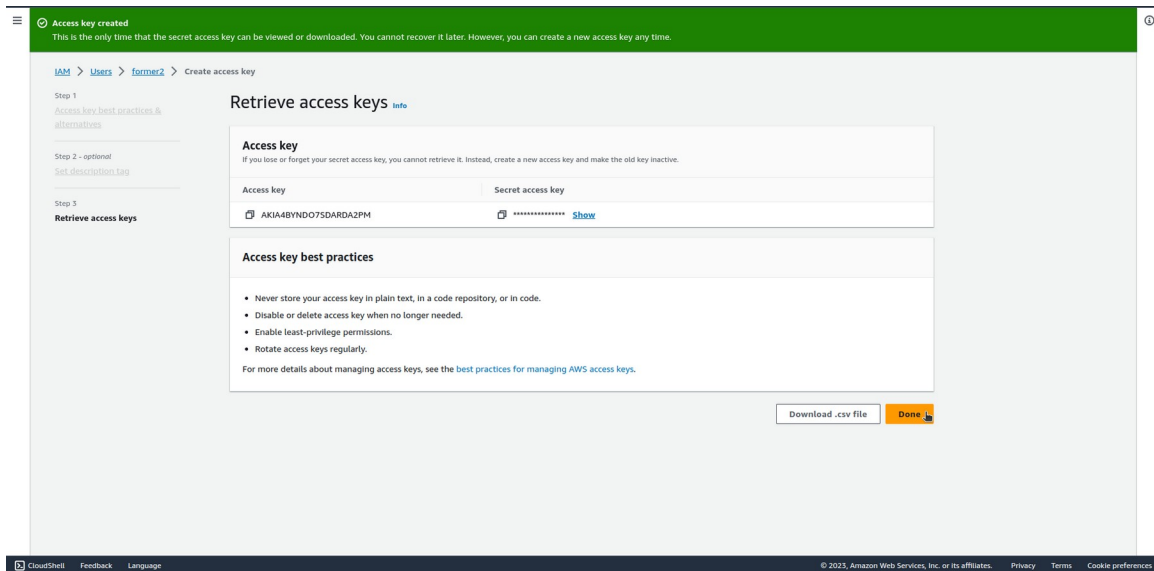 Access key created
This is the only time that the secret access key can be viewed or downloaded. You cannot recover it later. However, you can create a new access key any time.
IAM > Users > former2 > Create access key
Step 1
Access key best practices &
alternatives
Step 2 - optional
Set description tag
Step 3
Retrieve access keys
Retrieve access keys Info
Access key
If you lose or forget your secret access key, you cannot retrieve it. Instead, create a new access key and make the old key inactive.
Access key Secret access key
AKIA4BYNDO7SDARDA2PM *************** Show
Access key best practices
• Never store your access key in plain text, in a code repository, or in code.
• Disable or delete access key when no longer needed.
• Enable least-privilege permissions.
• Rotate access keys regularly.
For more details about managing access keys, see the best practices for managing AWS access keys.
Download .csv file Done
CloudShell Feedback Language © 2023, Amazon Web Services, Inc. or its affiliates. Privacy Terms Cookie preferences